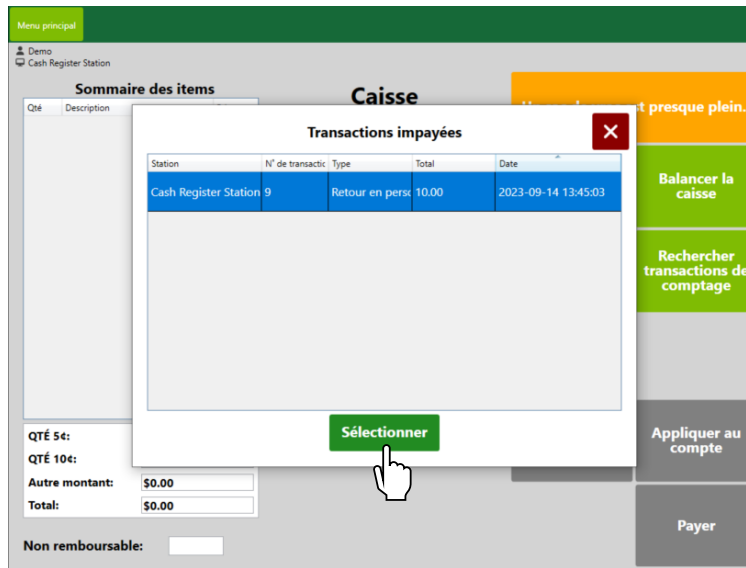 Menu principal
Demo
Cash Register Station
Sommaire des items
Caisse
Qté Description
st presque plein.
Transactions impayées
Station N° de transactic Type Total Date
Cash Register Station 9 Retour en persc 10.00 2023-09-14 13:45:03
Balancer la
caisse
Rechercher
transactions de
comptage
Sélectionner
QTÉ 5¢:
QTÉ 10¢:
Autre montant: $0.00
Total: $0.00
Non remboursable:
Appliquer au
compte
Payer